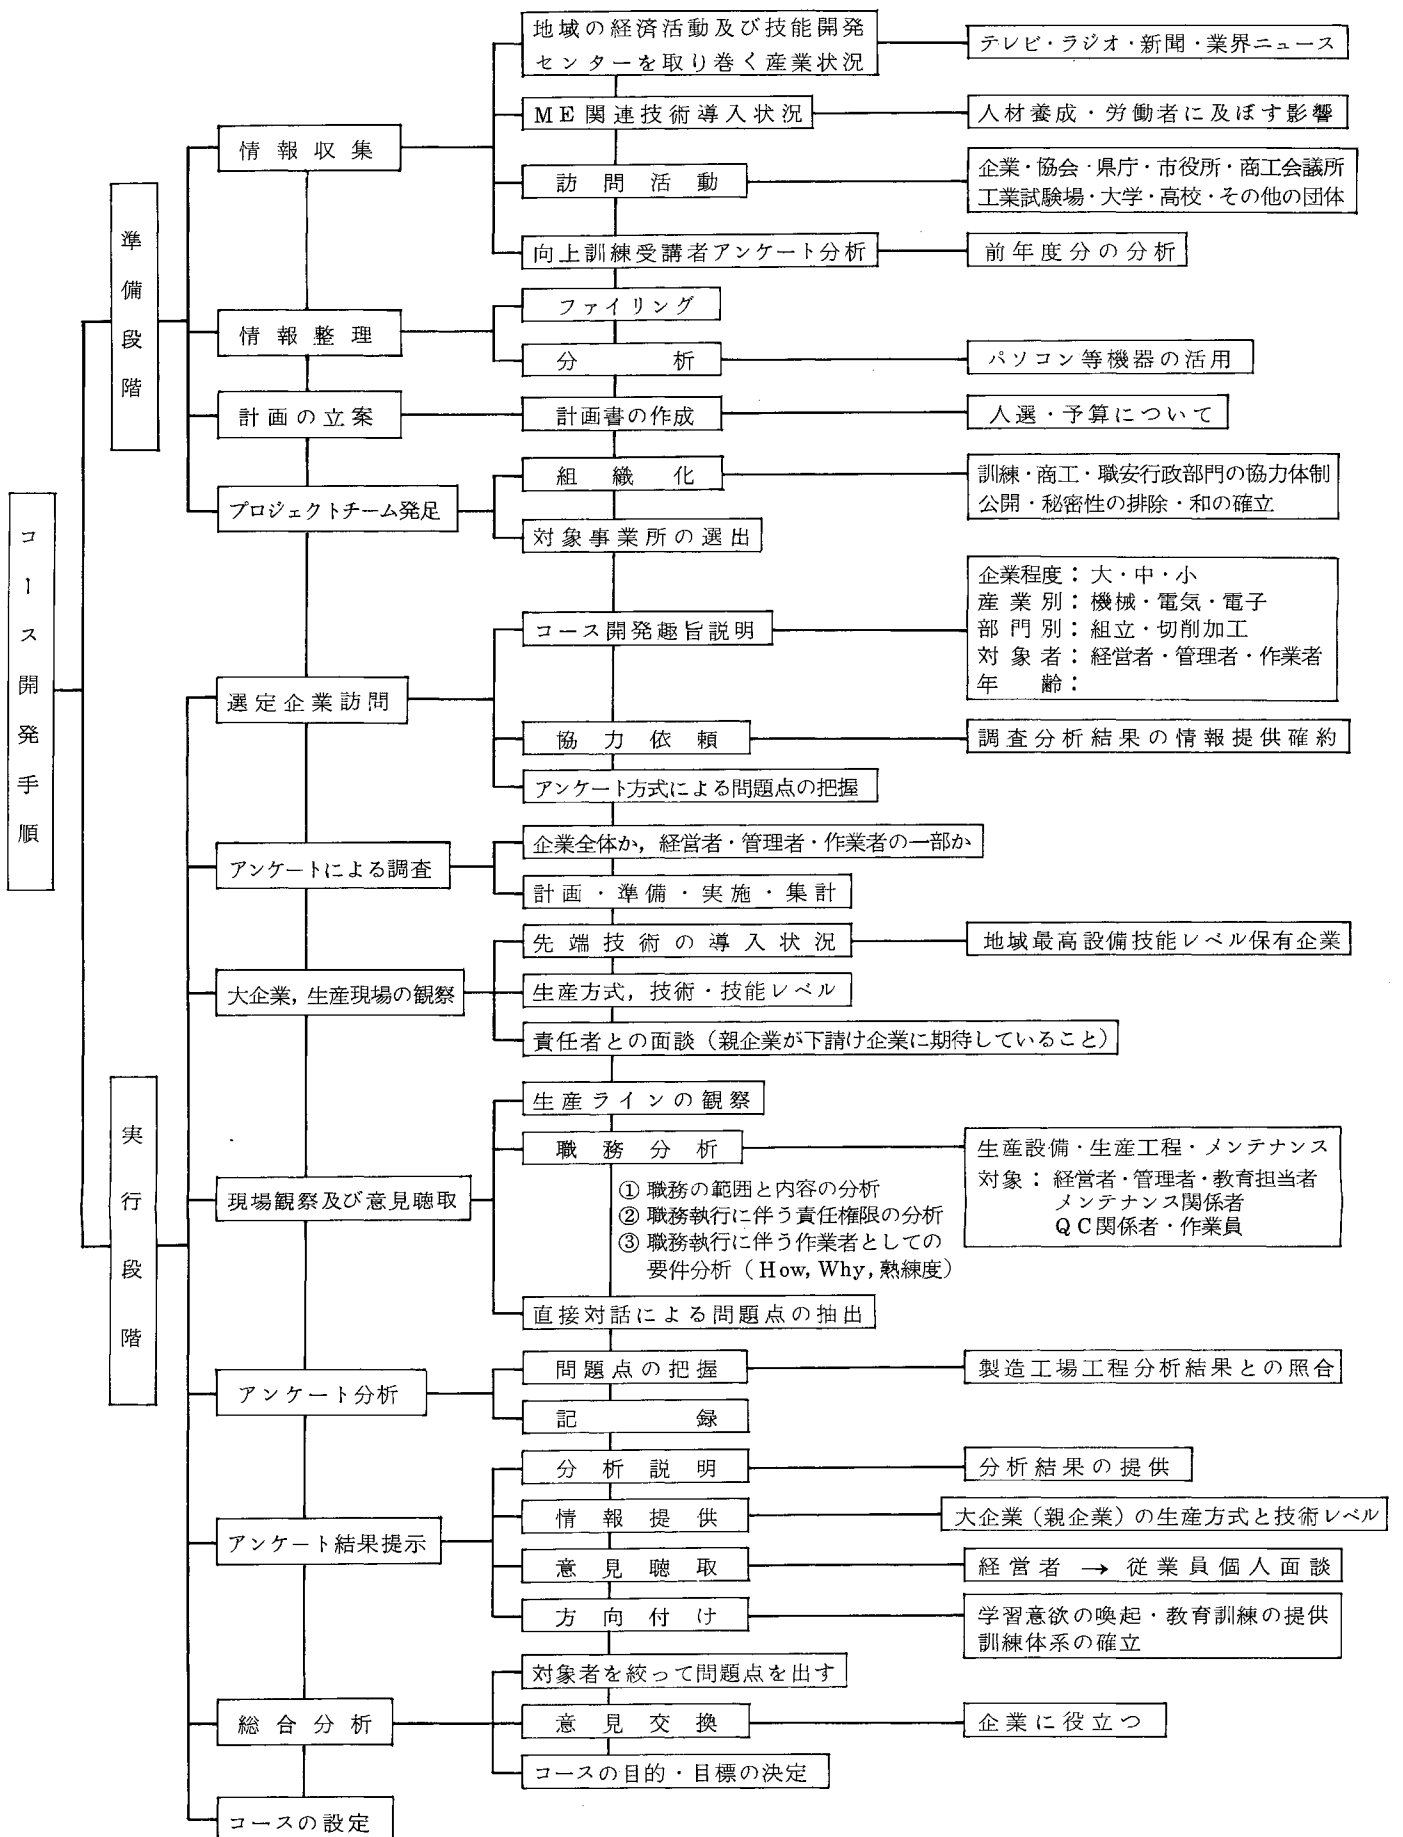 コース開発手順
準備段階
情報収集
地域の経済活動及び技能開発
センターを取り巻く産業状況
テレビ・ラジオ・新聞・業界ニュース
ME関連技術導入状況
人材養成・労働者に及ぼす影響
訪問活動
企業・協会・県庁・市役所・商工会議所
工業試験場・大学・高校・その他の団体
向上訓練受講者アンケート分析
前年度分の分析
情報整理
ファイリング
分析
パソコン等機器の活用
計画の立案
計画書の作成
人選・予算について
プロジェクトチーム発足
組織化
訓練・商工・職安行政部門の協力体制
公開・秘密性の排除・和の確立
対象事業所の選出
実行段階
選定企業訪問
コース開発趣旨説明
企業程度：大・中・小
産業別：機械・電気・電子
部門別：組立・切削加工
対象者：経営者・管理者・作業者
年齢：
協力依頼
調査分析結果の情報提供確約
アンケート方式による問題点の把握
アンケートによる調査
企業全体か，経営者・管理者・作業者の一部か
計画・準備・実施・集計
大企業，生産現場の観察
先端技術の導入状況
地域最高設備技能レベル保有企業
生産方式，技術・技能レベル
責任者との面談（親企業が下請け企業に期待していること）
現場観察及び意見聴取
生産ラインの観察
職務分析
生産設備・生産工程・メンテナンス
対象：経営者・管理者・教育担当者
メンテナンス関係者
QC関係者・作業員
① 職務の範囲と内容の分析
② 職務執行に伴う責任権限の分析
③ 職務執行に伴う作業者としての
要件分析（How, Why, 熟練度）
直接対話による問題点の抽出
アンケート分析
問題点の把握
製造工場工程分析結果との照合
記録
アンケート結果提示
分析説明
分析結果の提供
情報提供
大企業（親企業）の生産方式と技術レベル
意見聴取
経営者 → 従業員個人面談
方向付け
学習意欲の喚起・教育訓練の提供
訓練体系の確立
総合分析
対象者を絞って問題点を出す
意見交換
企業に役立つ
コースの目的・目標の決定
コースの設定